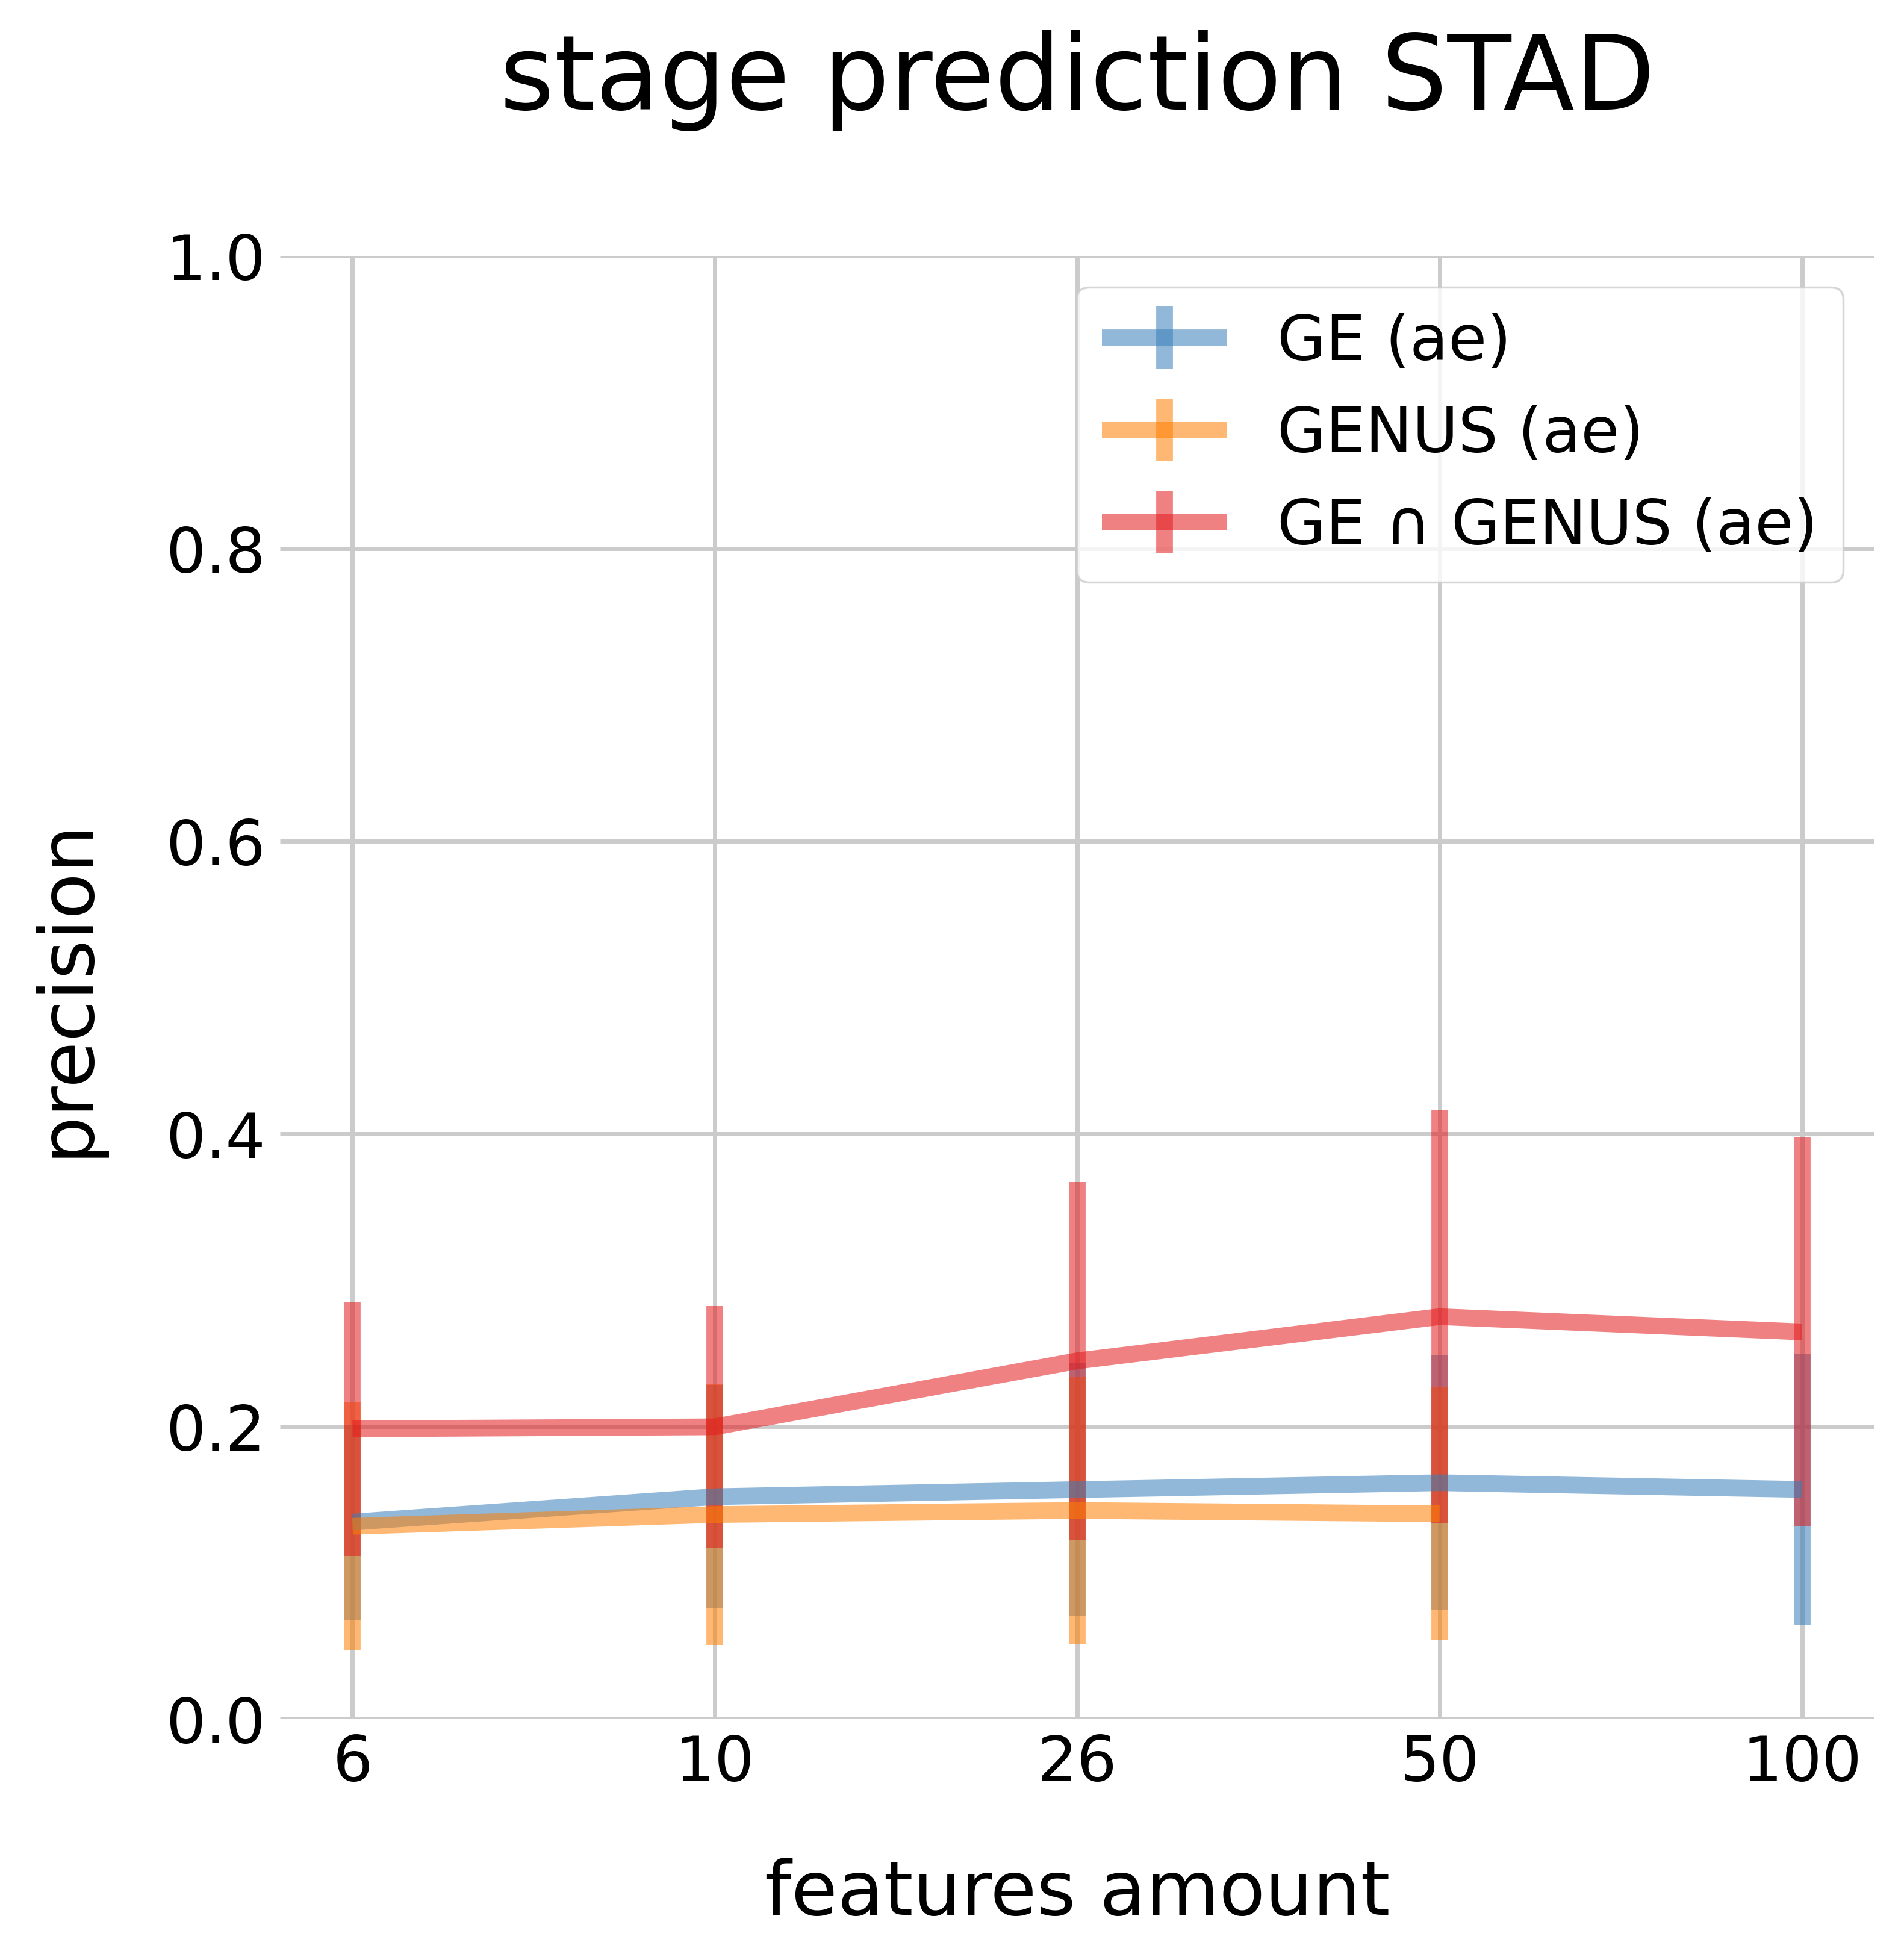 stage prediction STAD
1.0
0.8
0.6
0.4
0.2
0.0
precision
GE (ae)
GENUS (ae)
GE ∩ GENUS (ae)
6 10 26 50 100
features amount